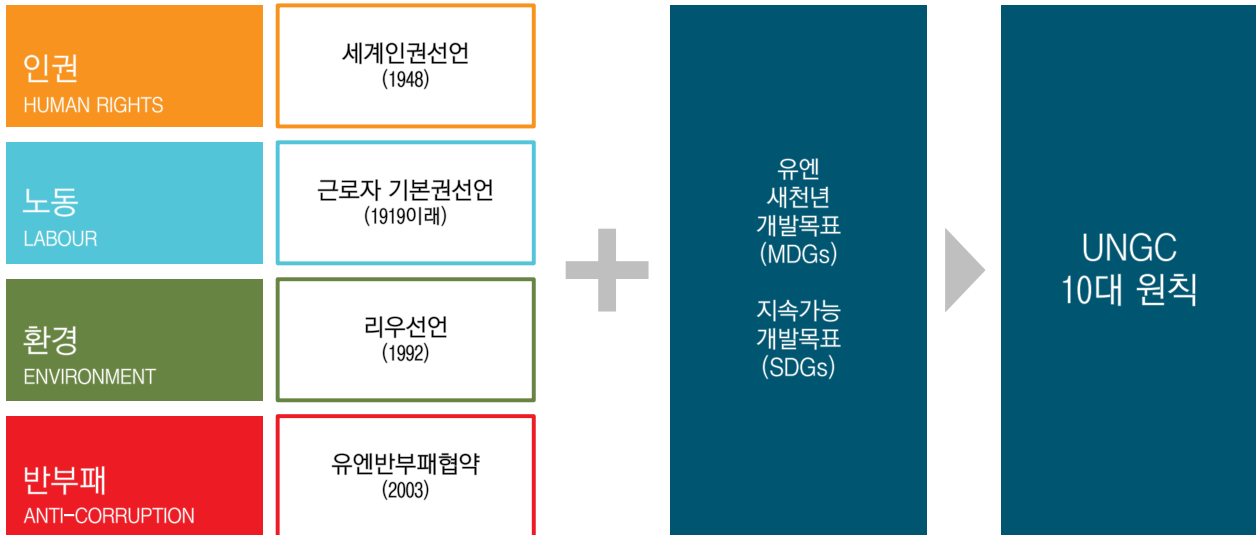 인권
HUMAN RIGHTS
세계인권선언
(1948)
노동
LABOUR
근로자 기본권선언
(1919이래)
환경
ENVIRONMENT
리우선언
(1992)
반부패
ANTI-CORRUPTION
유엔반부패협약
(2003)
유엔
새천년
개발목표
(MDGs)
지속가능
개발목표
(SDGs)
UNGC
10대 원칙